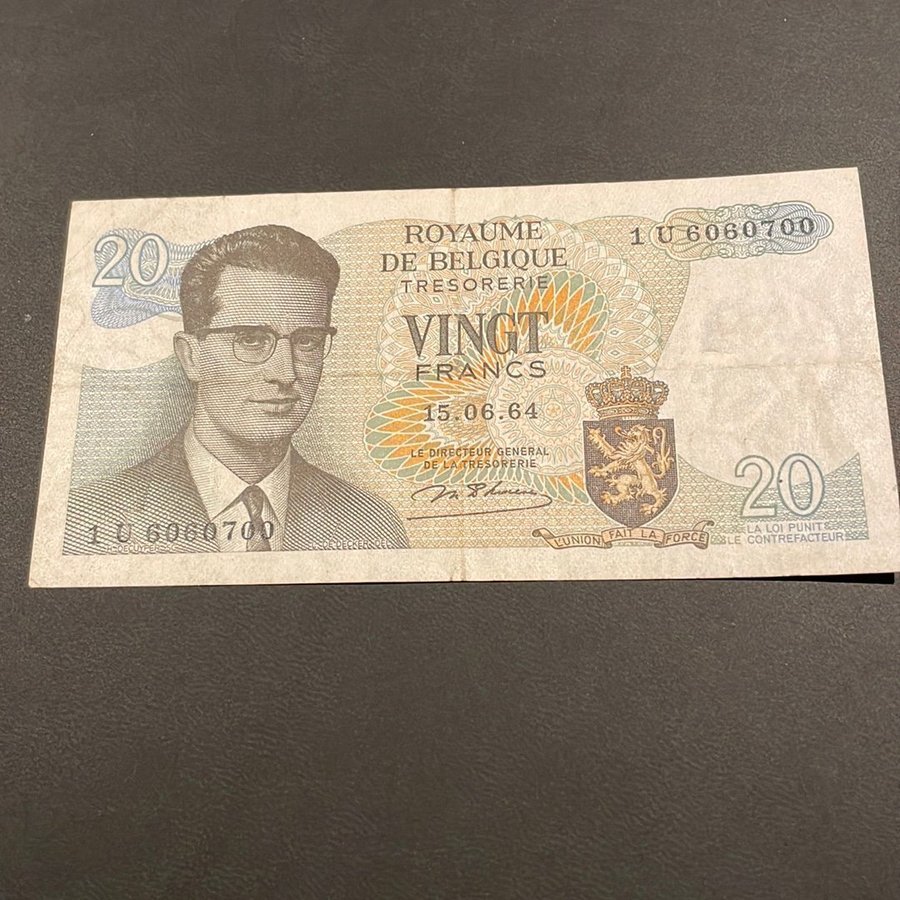 20
ROYAUME
DE BELGIQUE
TRESORERIE
1 U 6060700
VINGT
FRANCS
15.06.64
LE DIRECTEUR GENERAL
DE LA TRESORERIE
20
1 U 6060700
L'UNION FAIT LA FORCE
LA LOI PUNIT
LE CONTREFACTEUR